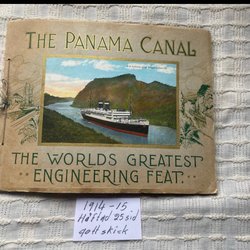 THE PANAMA CANAL
THE WORLD'S GREATEST
ENGINEERING FEAT.
1914-15
Häftad 25 sid
gott skick